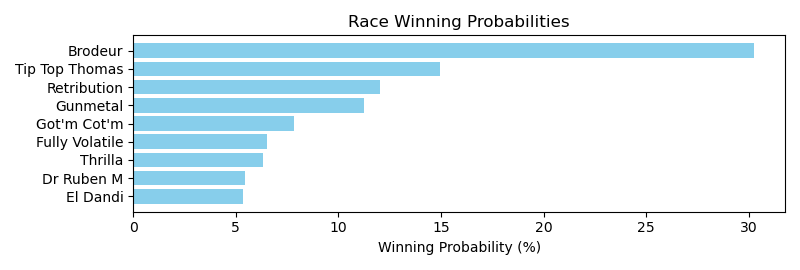 Race Winning Probabilities
Brodeur
Tip Top Thomas
Retribution
Gunmetal
Got'm Cot'm
Fully Volatile
Thrilla
Dr Ruben M
El Dandi
0 5 10 15 20 25 30
Winning Probability (%)